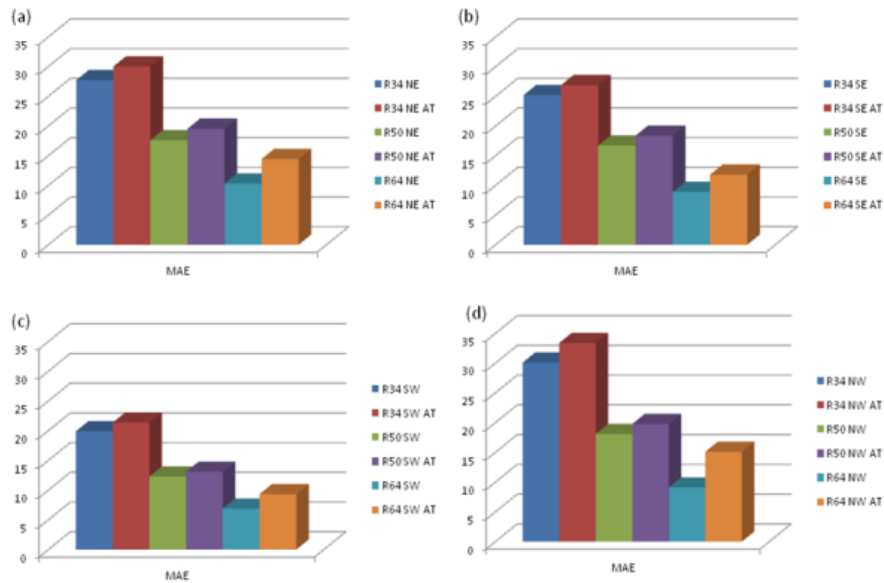 (a)
35
30
25
20
15
10
5
0
MAE
R34 NE
R34 NE AT
R50 NE
R50 NE AT
R64 NE
R64 NE AT
(b)
35
30
25
20
15
10
5
0
MAE
R34 SE
R34 SE AT
R50 SE
R50 SE AT
R64 SE
R64 SE AT
(c)
35
30
25
20
15
10
5
0
MAE
R34 SW
R34 SW AT
R50 SW
R50 SW AT
R64 SW
R64 SW AT
(d)
35
30
25
20
15
10
5
0
MAE
R34 NW
R34 NW AT
R50 NW
R50 NW AT
R64 NW
R64 NW AT